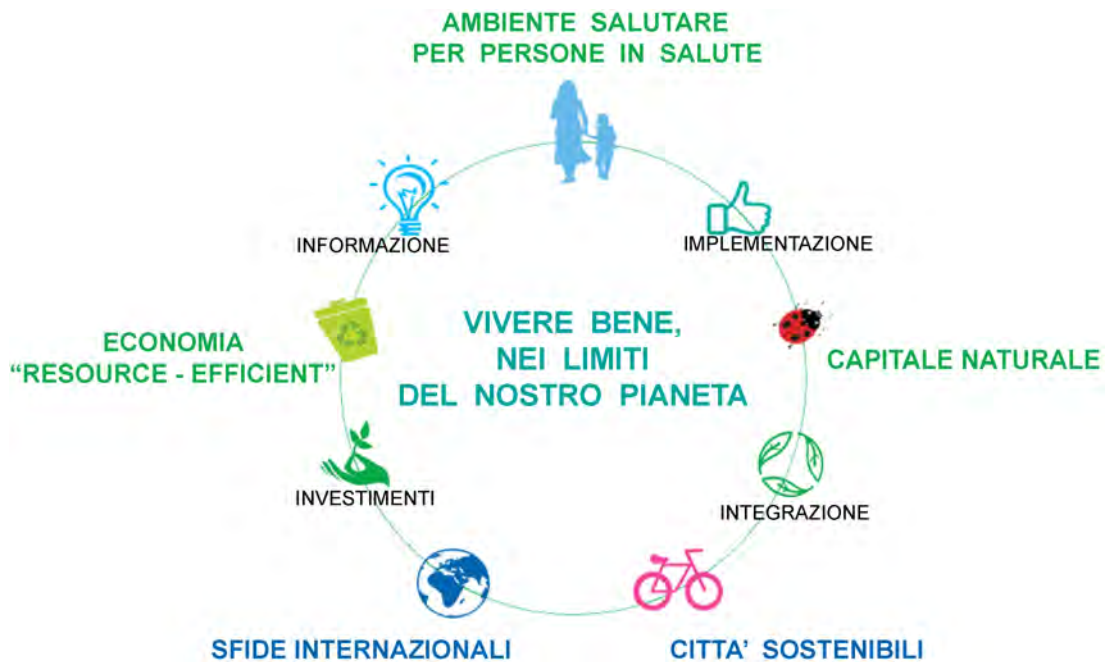 AMBIENTE SALUTARE
PER PERSONE IN SALUTE
INFORMAZIONE
IMPLEMENTAZIONE
VIVERE BENE,
NEI LIMITI
DEL NOSTRO PIANETA
ECONOMIA
“RESOURCE - EFFICIENT”
CAPITALE NATURALE
INVESTIMENTI
INTEGRAZIONE
SFIDE INTERNAZIONALI
CITTA’ SOSTENIBILI